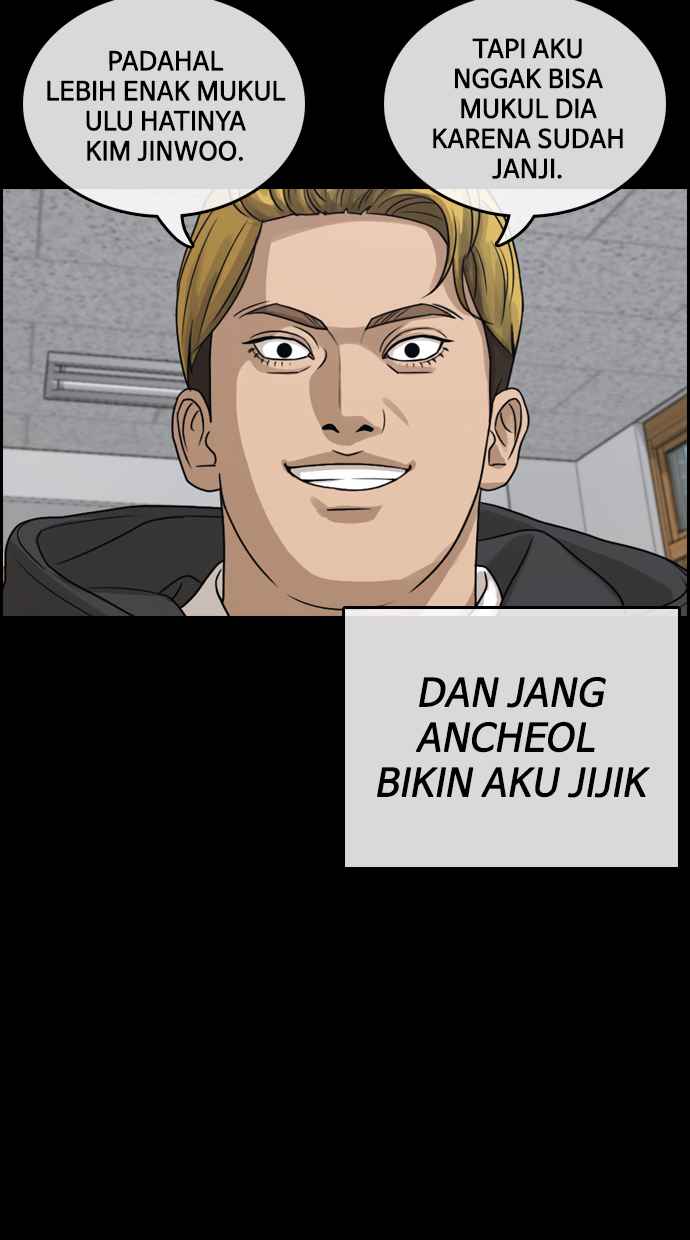 PADAHAL
LEBIH ENAK MUKUL
ULU HATINYA
KIM JINWOO.
TAPI AKU
NGGAK BISA
MUKUL DIA
KARENA SUDAH
JANJI.
DAN JANG
ANCHEOL
BIKIN AKU JIJIK